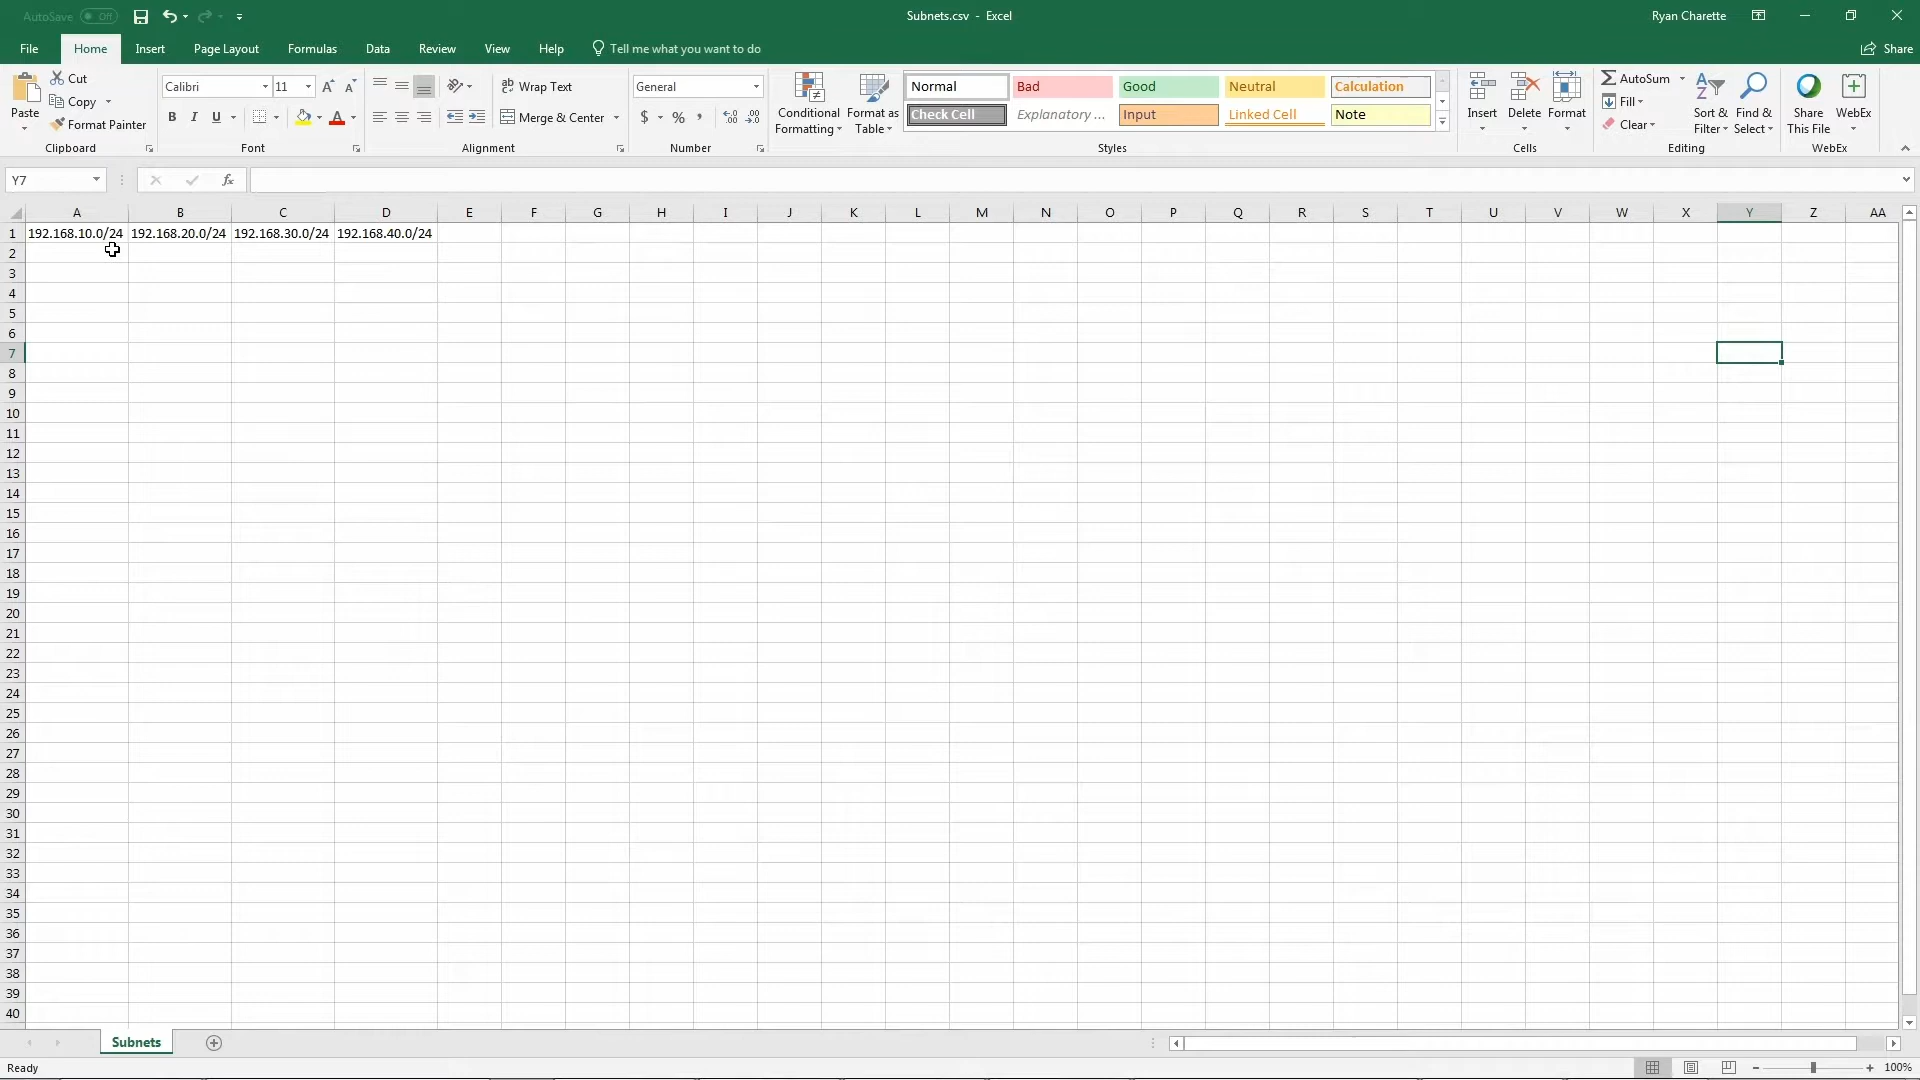 AutoSave Off
Subnets.csv - Excel
Ryan Charette
File Home Insert Page Layout Formulas Data Review View Help Tell me what you want to do Share
Paste
Cut
Copy
Format Painter
Clipboard
Calibri 11
B I U
Font
Wrap Text
Merge & Center
Alignment
General
$ % ,
Number
Conditional Formatting
Format as Table
Normal Bad Good Neutral Calculation
Check Cell Explanatory ... Input Linked Cell Note
Styles
Insert Delete Format
Cells
AutoSum
Fill
Clear
Sort & Filter
Find & Select
Editing
Share This File
WebEx
WebEx
Y7
fx
A B C D E F G H I J K L M N O P Q R S T U V W X Y Z AA
1 192.168.10.0/24 192.168.20.0/24 192.168.30.0/24 192.168.40.0/24
2
3
4
5
6
7
8
9
10
11
12
13
14
15
16
17
18
19
20
21
22
23
24
25
26
27
28
29
30
31
32
33
34
35
36
37
38
39
40
Subnets
Ready
100%